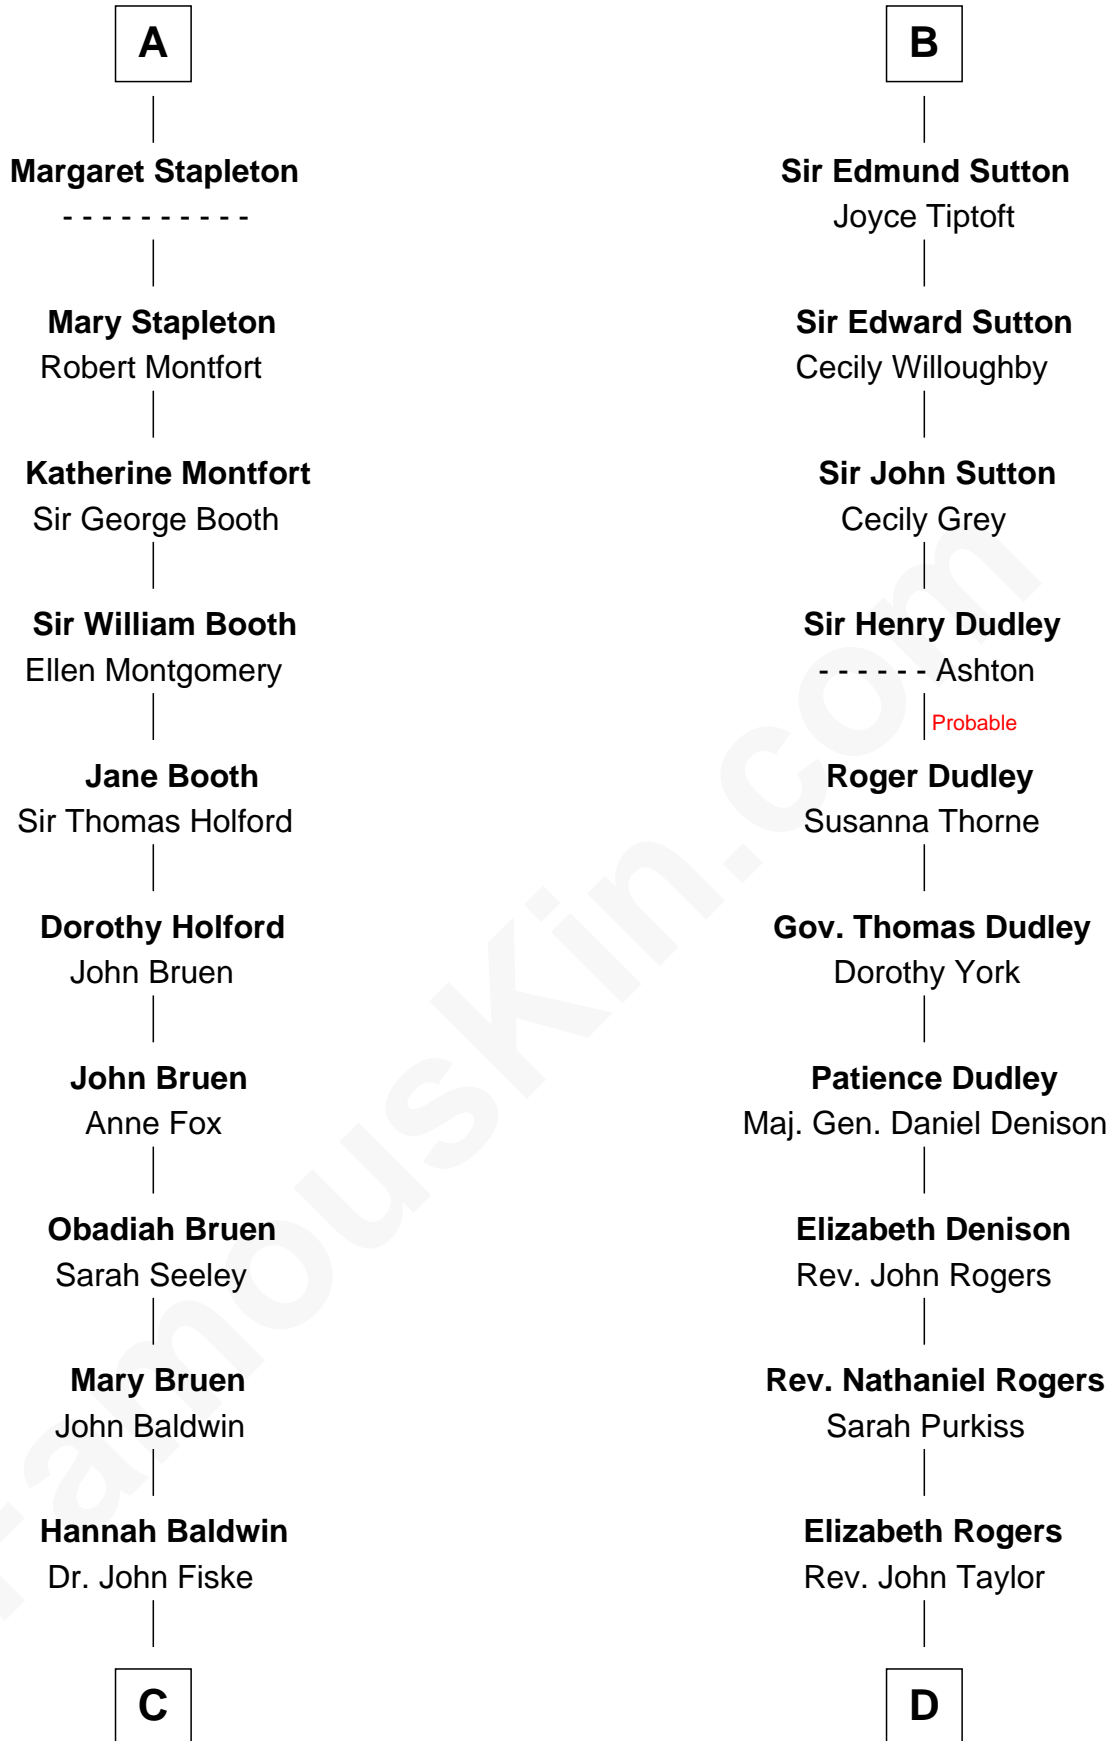 A
Margaret Stapleton
- - - - - - - - - -
Mary Stapleton
Robert Montfort
Katherine Montfort
Sir George Booth
Sir William Booth
Ellen Montgomery
Jane Booth
Sir Thomas Holford
Dorothy Holford
John Bruen
John Bruen
Anne Fox
Obadiah Bruen
Sarah Seeley
Mary Bruen
John Baldwin
Hannah Baldwin
Dr. John Fiske
C
B
Sir Edmund Sutton
Joyce Tiptoft
Sir Edward Sutton
Cecily Willoughby
Sir John Sutton
Cecily Grey
Sir Henry Dudley
- - - - - - Ashton
Probable
Roger Dudley
Susanna Thorne
Gov. Thomas Dudley
Dorothy York
Patience Dudley
Maj. Gen. Daniel Denison
Elizabeth Denison
Rev. John Rogers
Rev. Nathaniel Rogers
Sarah Purkiss
Elizabeth Rogers
Rev. John Taylor
D
FamousKin.com